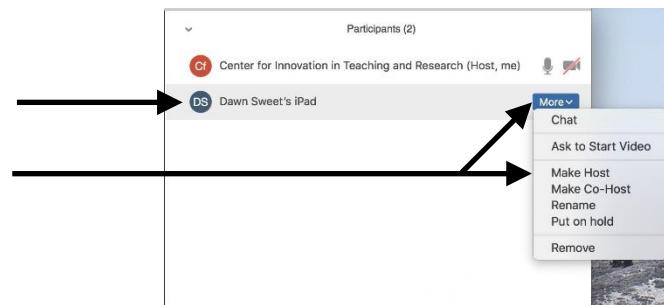 Participants (2)
Cf Center for Innovation in Teaching and Research (Host, me)
DS Dawn Sweet's iPad More
Chat
Ask to Start Video
Make Host
Make Co-Host
Rename
Put on hold
Remove